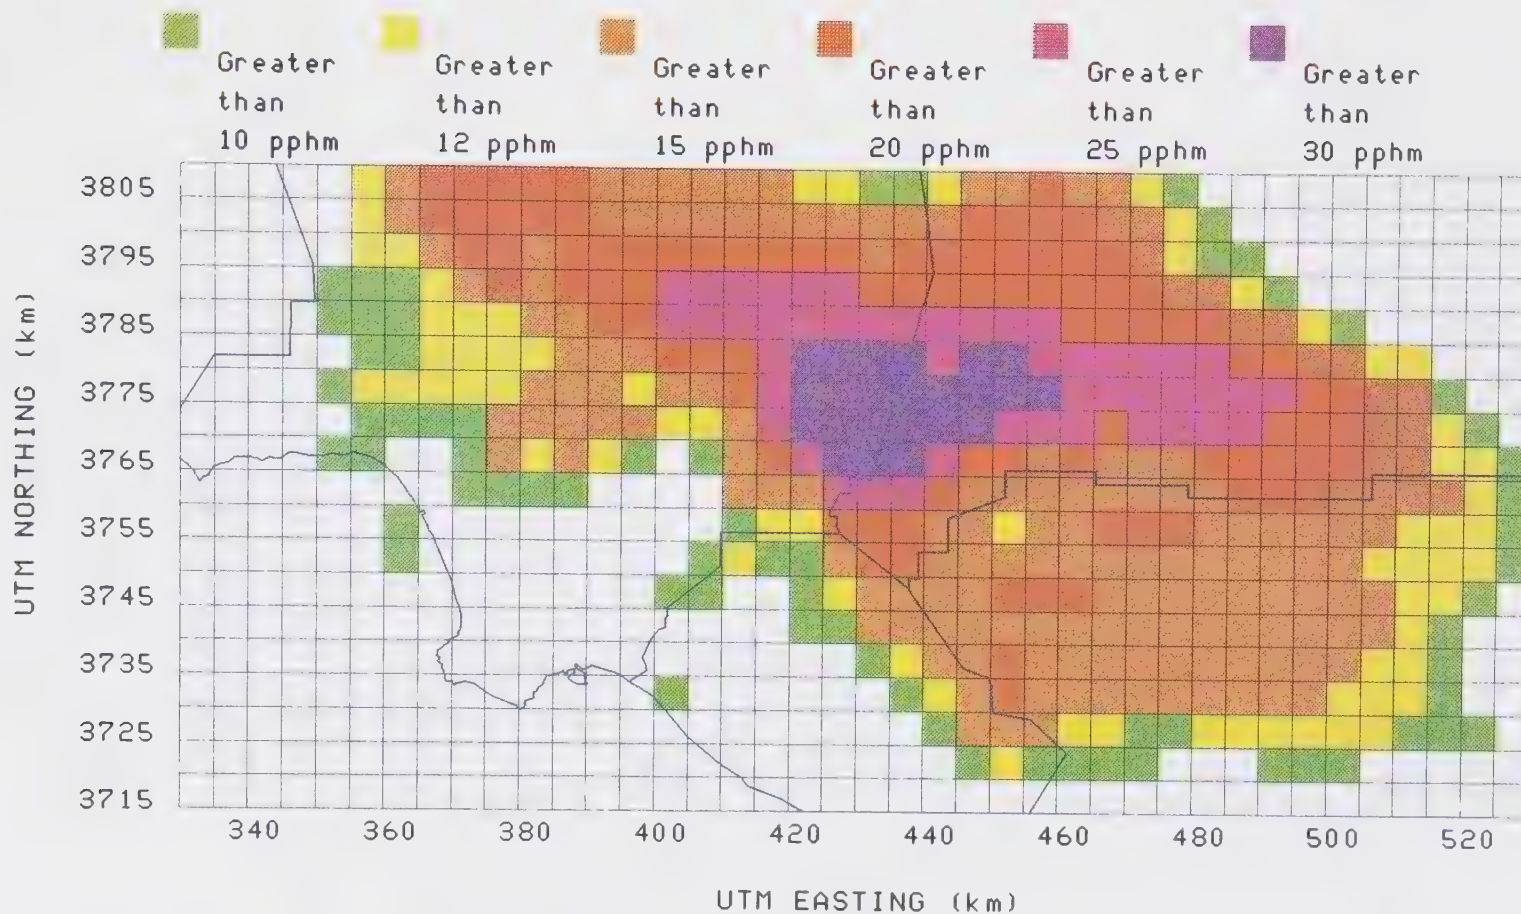 Greater than 10 pphm
Greater than 12 pphm
Greater than 15 pphm
Greater than 20 pphm
Greater than 25 pphm
Greater than 30 pphm
UTM NORTHING (km)
3805
3795
3785
3775
3765
3755
3745
3735
3725
3715
340 360 380 400 420 440 460 480 500 520
UTM EASTING (km)